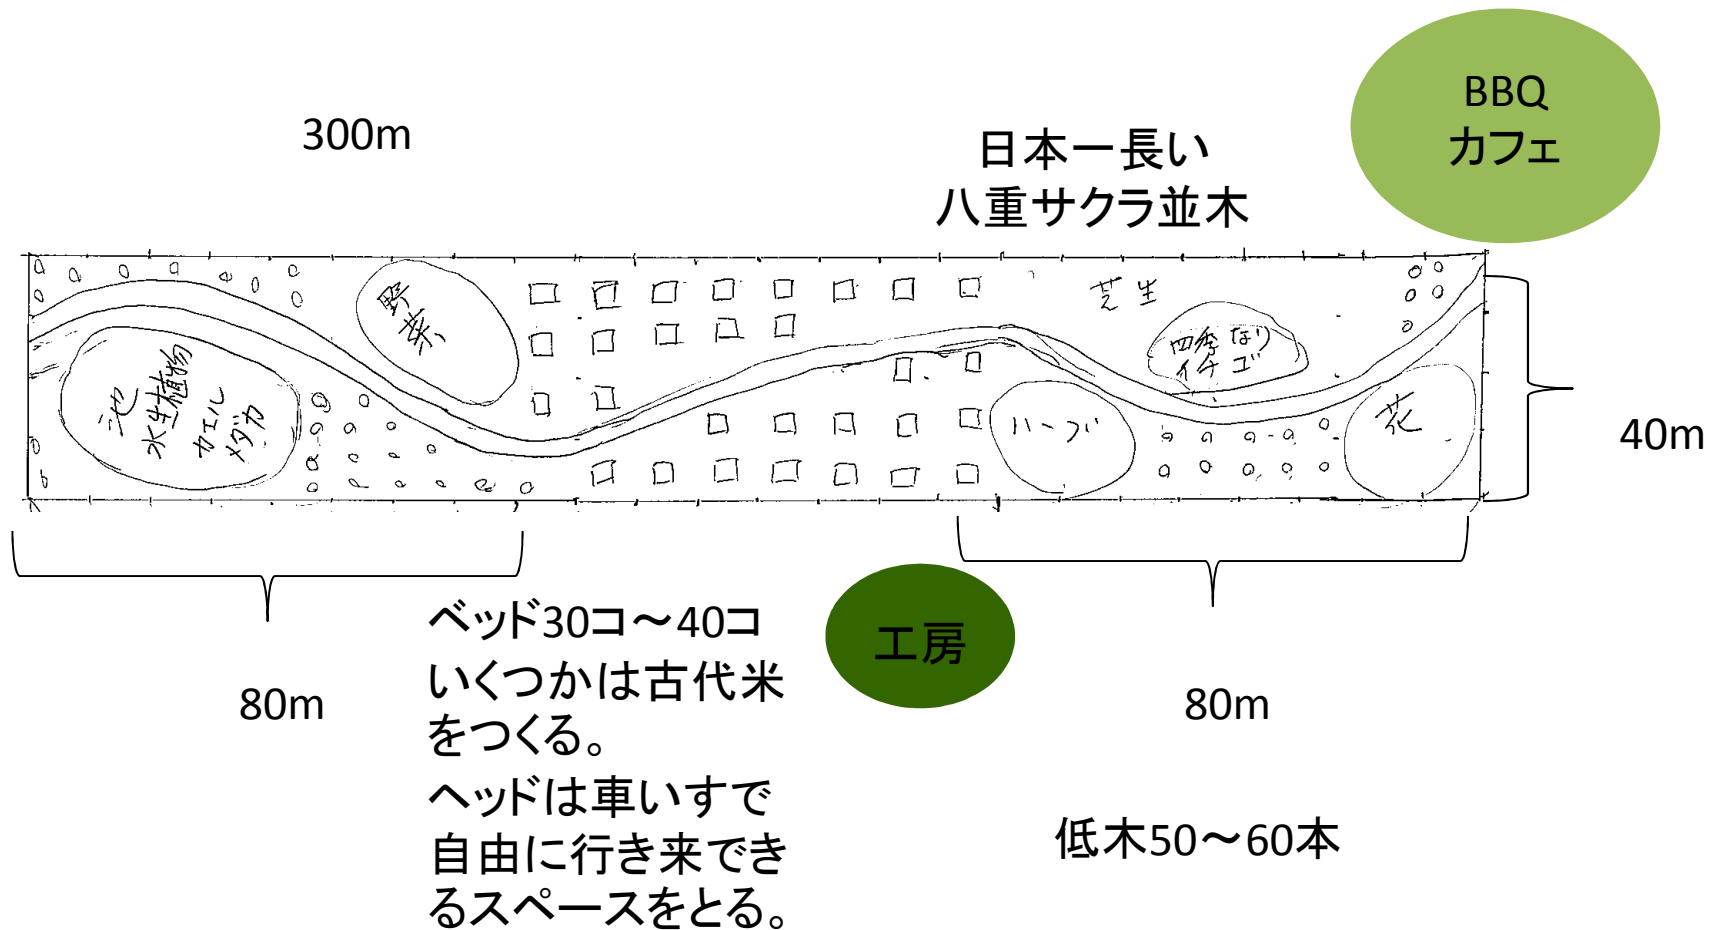 BBQ
カフェ
300m
日本一長い
八重サクラ並木
野菜
芝生
四季なり
イチゴ
池
水生植物
カエル
メダカ
ハーブ
花
40m
80m
ベッド30コ～40コ
いくつかは古代米
をつくる。
ヘッドは車いすで
自由に行き来でき
るスペースをとる。
工房
80m
低木50～60本